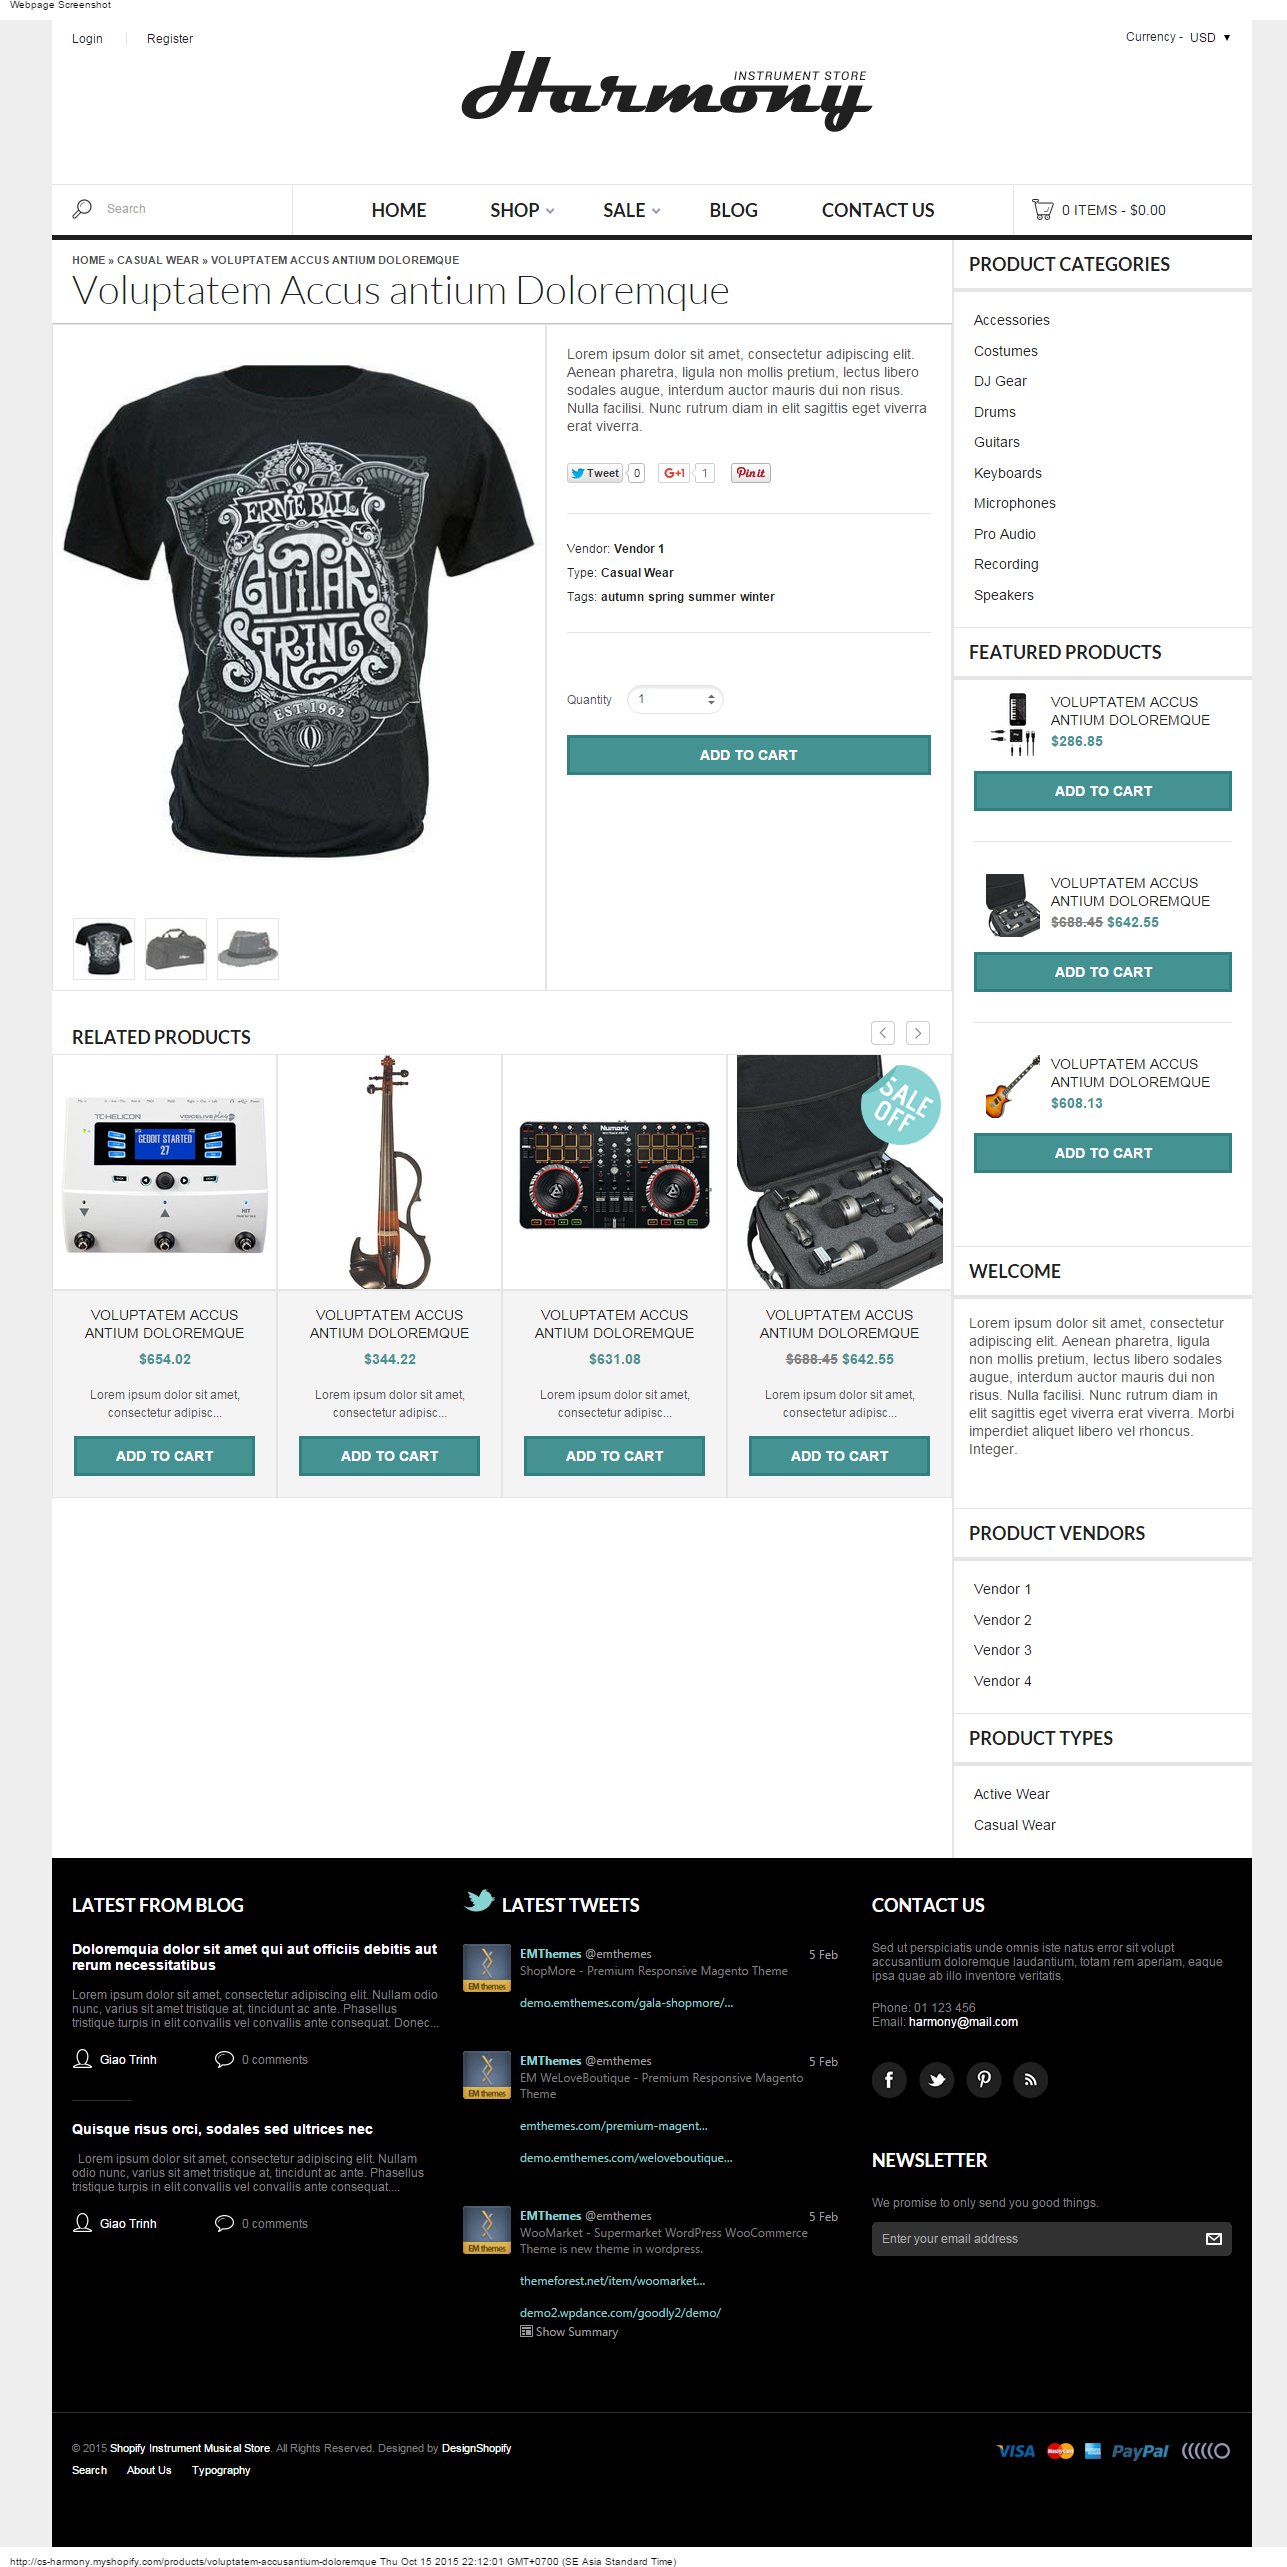 Webpage Screenshot
Login
Register
Currency - USD
INSTRUMENT STORE
Harmony
Search
HOME
SHOP
SALE
BLOG
CONTACT US
0 ITEMS - $0.00
HOME » CASUAL WEAR » VOLUPTATEM ACCUS ANTIUM DOLOREMQUE
Voluptatem Accus antium Doloremque
ERNIE BALL
GUITAR
STRINGS
EST. 1962
Lorem ipsum dolor sit amet, consectetur adipiscing elit.
Aenean pharetra, ligula non mollis pretium, lectus libero
sodales augue, interdum auctor mauris dui non risus.
Nulla facilisi. Nunc rutrum diam in elit sagittis eget viverra
erat viverra.
Tweet 0
G+1 1
Pin it
Vendor: Vendor 1
Type: Casual Wear
Tags: autumn spring summer winter
Quantity 1
ADD TO CART
RELATED PRODUCTS
TC·HELICON
VOICELIVE play
GEDDIT STARTED
27
HIT
VOLUPTATEM ACCUS
ANTIUM DOLOREMQUE
$654.02
Lorem ipsum dolor sit amet,
consectetur adipisc...
ADD TO CART
VOLUPTATEM ACCUS
ANTIUM DOLOREMQUE
$344.22
Lorem ipsum dolor sit amet,
consectetur adipisc...
ADD TO CART
Numark
VOLUPTATEM ACCUS
ANTIUM DOLOREMQUE
$631.08
Lorem ipsum dolor sit amet,
consectetur adipisc...
ADD TO CART
SALE
OFF
VOLUPTATEM ACCUS
ANTIUM DOLOREMQUE
$688.45 $642.55
Lorem ipsum dolor sit amet,
consectetur adipisc...
ADD TO CART
PRODUCT CATEGORIES
Accessories
Costumes
DJ Gear
Drums
Guitars
Keyboards
Microphones
Pro Audio
Recording
Speakers
FEATURED PRODUCTS
VOLUPTATEM ACCUS
ANTIUM DOLOREMQUE
$286.85
ADD TO CART
VOLUPTATEM ACCUS
ANTIUM DOLOREMQUE
$688.45 $642.55
ADD TO CART
VOLUPTATEM ACCUS
ANTIUM DOLOREMQUE
$608.13
ADD TO CART
WELCOME
Lorem ipsum dolor sit amet, consectetur
adipiscing elit. Aenean pharetra, ligula
non mollis pretium, lectus libero sodales
augue, interdum auctor mauris dui non
risus. Nulla facilisi. Nunc rutrum diam in
elit sagittis eget viverra erat viverra. Morbi
imperdiet aliquet libero vel rhoncus.
Integer.
PRODUCT VENDORS
Vendor 1
Vendor 2
Vendor 3
Vendor 4
PRODUCT TYPES
Active Wear
Casual Wear
LATEST FROM BLOG
Doloremquia dolor sit amet qui aut officiis debitis aut
rerum necessitatibus
Lorem ipsum dolor sit amet, consectetur adipiscing elit. Nullam odio
nunc, varius sit amet tristique at, tincidunt ac ante. Phasellus
tristique turpis in elit convallis vel convallis ante consequat. Donec...
Giao Trinh
0 comments
Quisque risus orci, sodales sed ultrices nec
Lorem ipsum dolor sit amet, consectetur adipiscing elit. Nullam
odio nunc, varius sit amet tristique at, tincidunt ac ante. Phasellus
tristique turpis in elit convallis vel convallis ante consequat....
Giao Trinh
0 comments
LATEST TWEETS
EM themes
EMThemes @emthemes 5 Feb
ShopMore - Premium Responsive Magento Theme
demo.emthemes.com/gala-shopmore/...
EM themes
EMThemes @emthemes 5 Feb
EM WeLoveBoutique - Premium Responsive Magento
Theme
emthemes.com/premium-magent...
demo.emthemes.com/weloveboutique...
EM themes
EMThemes @emthemes 5 Feb
WooMarket - Supermarket WordPress WooCommerce
Theme is new theme in wordpress.
themeforest.net/item/woomarket...
demo2.wpdance.com/goodly2/demo/
Show Summary
CONTACT US
Sed ut perspiciatis unde omnis iste natus error sit volupt
accusantium doloremque laudantium, totam rem aperiam, eaque
ipsa quae ab illo inventore veritatis.
Phone: 01 123 456
Email: harmony@mail.com
NEWSLETTER
We promise to only send you good things.
Enter your email address
© 2015 Shopify Instrument Musical Store. All Rights Reserved. Designed by DesignShopify
Search
About Us
Typography
VISA
MasterCard
PayPal
http://cs-harmony.myshopify.com/products/voluptatem-accusantium-doloremque Thu Oct 15 2015 22:12:01 GMT+0700 (SE Asia Standard Time)